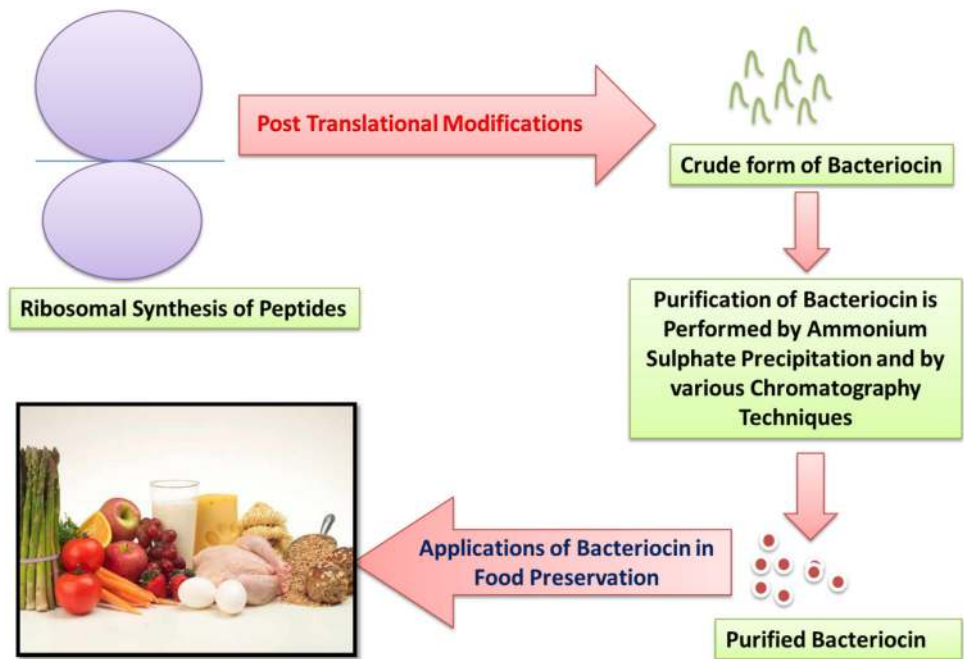 Post Translational Modifications
Crude form of Bacteriocin
Ribosomal Synthesis of Peptides
Purification of Bacteriocin is
Performed by Ammonium
Sulphate Precipitation and by
various Chromatography
Techniques
Applications of Bacteriocin in
Food Preservation
Purified Bacteriocin